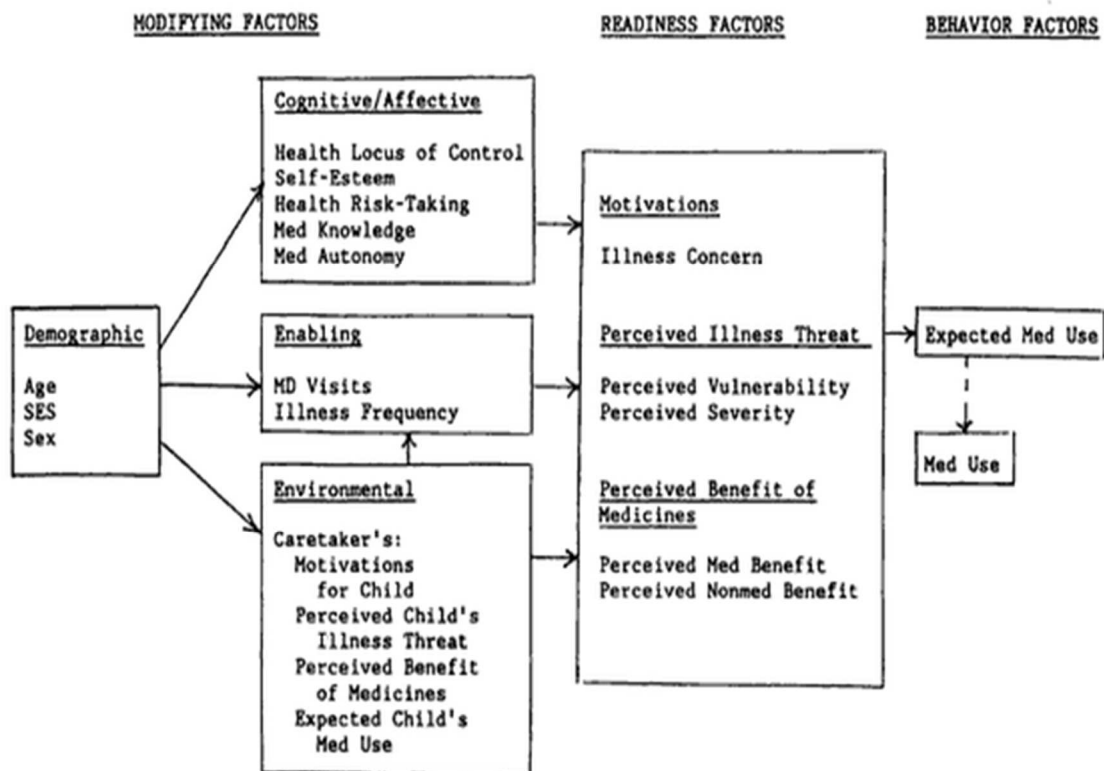 MODIFYING FACTORS
READINESS FACTORS
BEHAVIOR FACTORS
Demographic
Age
SES
Sex
Cognitive/Affective
Health Locus of Control
Self-Esteem
Health Risk-Taking
Med Knowledge
Med Autonomy
Enabling
MD Visits
Illness Frequency
Environmental
Caretaker's:
Motivations
for Child
Perceived Child's
Illness Threat
Perceived Benefit
of Medicines
Expected Child's
Med Use
Motivations
Illness Concern
Perceived Illness Threat
Perceived Vulnerability
Perceived Severity
Perceived Benefit of
Medicines
Perceived Med Benefit
Perceived Nonmed Benefit
Expected Med Use
Med Use